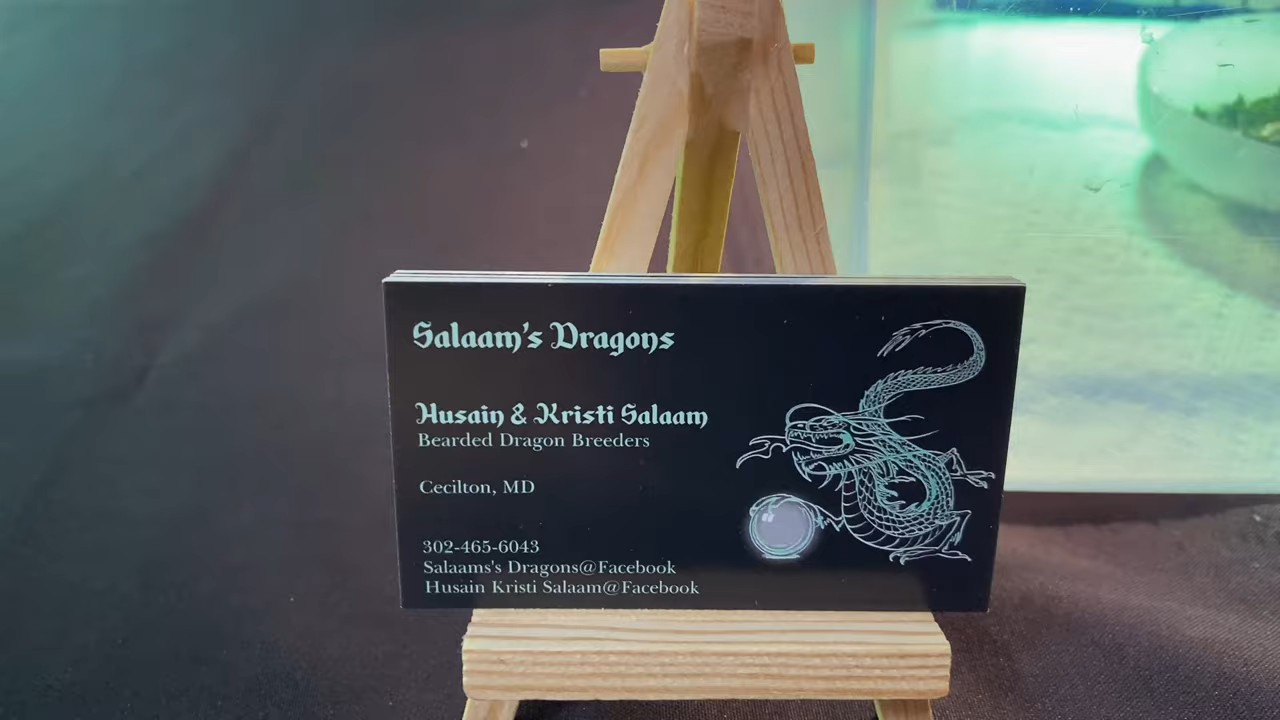 Salaam's Dragons
Husain & Kristi Salaam
Bearded Dragon Breeders
Cecilton, MD
302-465-6043
Salaams's Dragons@Facebook
Husain Kristi Salaam@Facebook